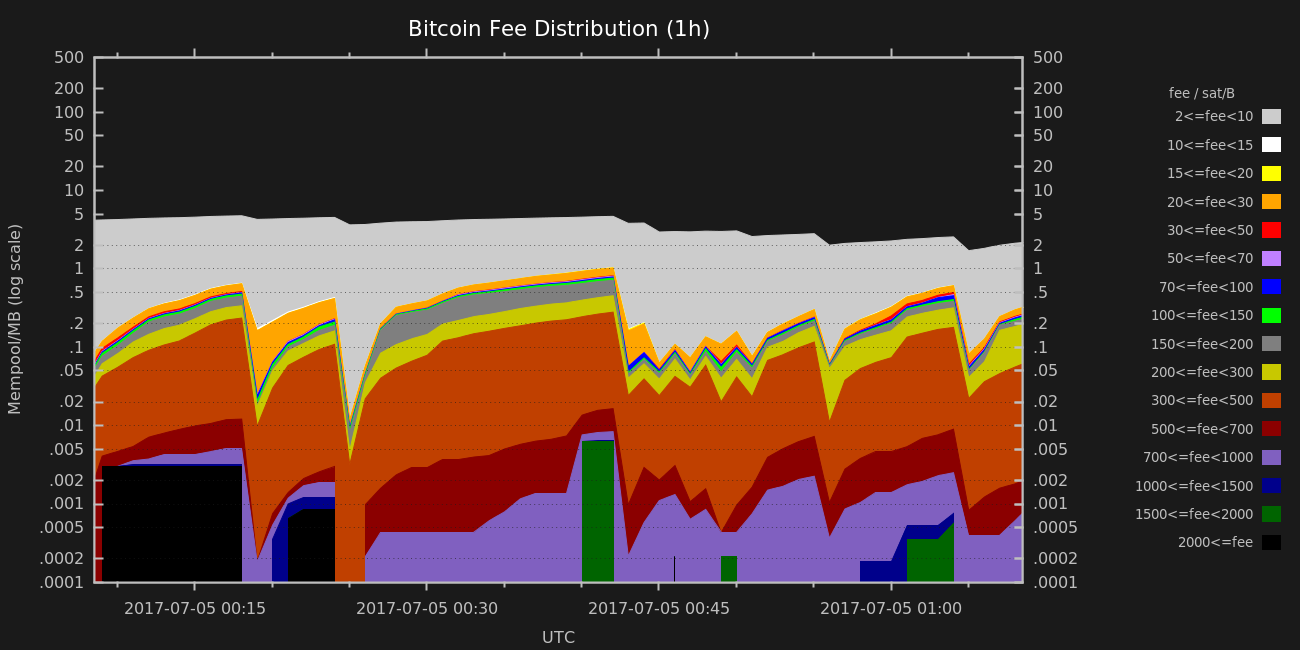 Bitcoin Fee Distribution (1h)
500 500
200 200
100 100
50 50
20 20
10 10
5 5
2 2
1 1
.5 .5
.2 .2
.1 .1
.05 .05
.02 .02
.01 .01
.005 .005
.002 .002
.001 .001
.0005 .0005
.0002 .0002
.0001 .0001
Mempool/MB (log scale)
2017-07-05 00:15 2017-07-05 00:30 2017-07-05 00:45 2017-07-05 01:00
UTC
fee / sat/B
2<=fee<10
10<=fee<15
15<=fee<20
20<=fee<30
30<=fee<50
50<=fee<70
70<=fee<100
100<=fee<150
150<=fee<200
200<=fee<300
300<=fee<500
500<=fee<700
700<=fee<1000
1000<=fee<1500
1500<=fee<2000
2000<=fee